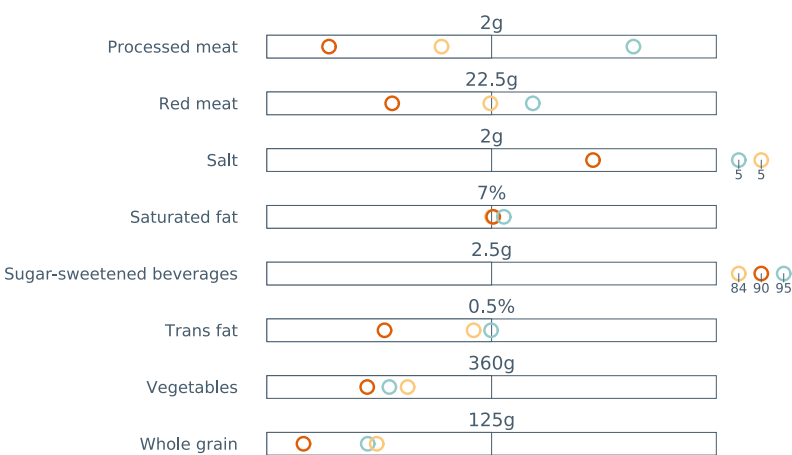 2g
Processed meat
22.5g
Red meat
2g
Salt
5 5
7%
Saturated fat
2.5g
Sugar-sweetened beverages
84 90 95
0.5%
Trans fat
360g
Vegetables
125g
Whole grain